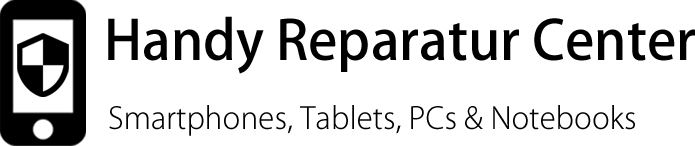 Handy Reparatur Center
Smartphones, Tablets, PCs & Notebooks